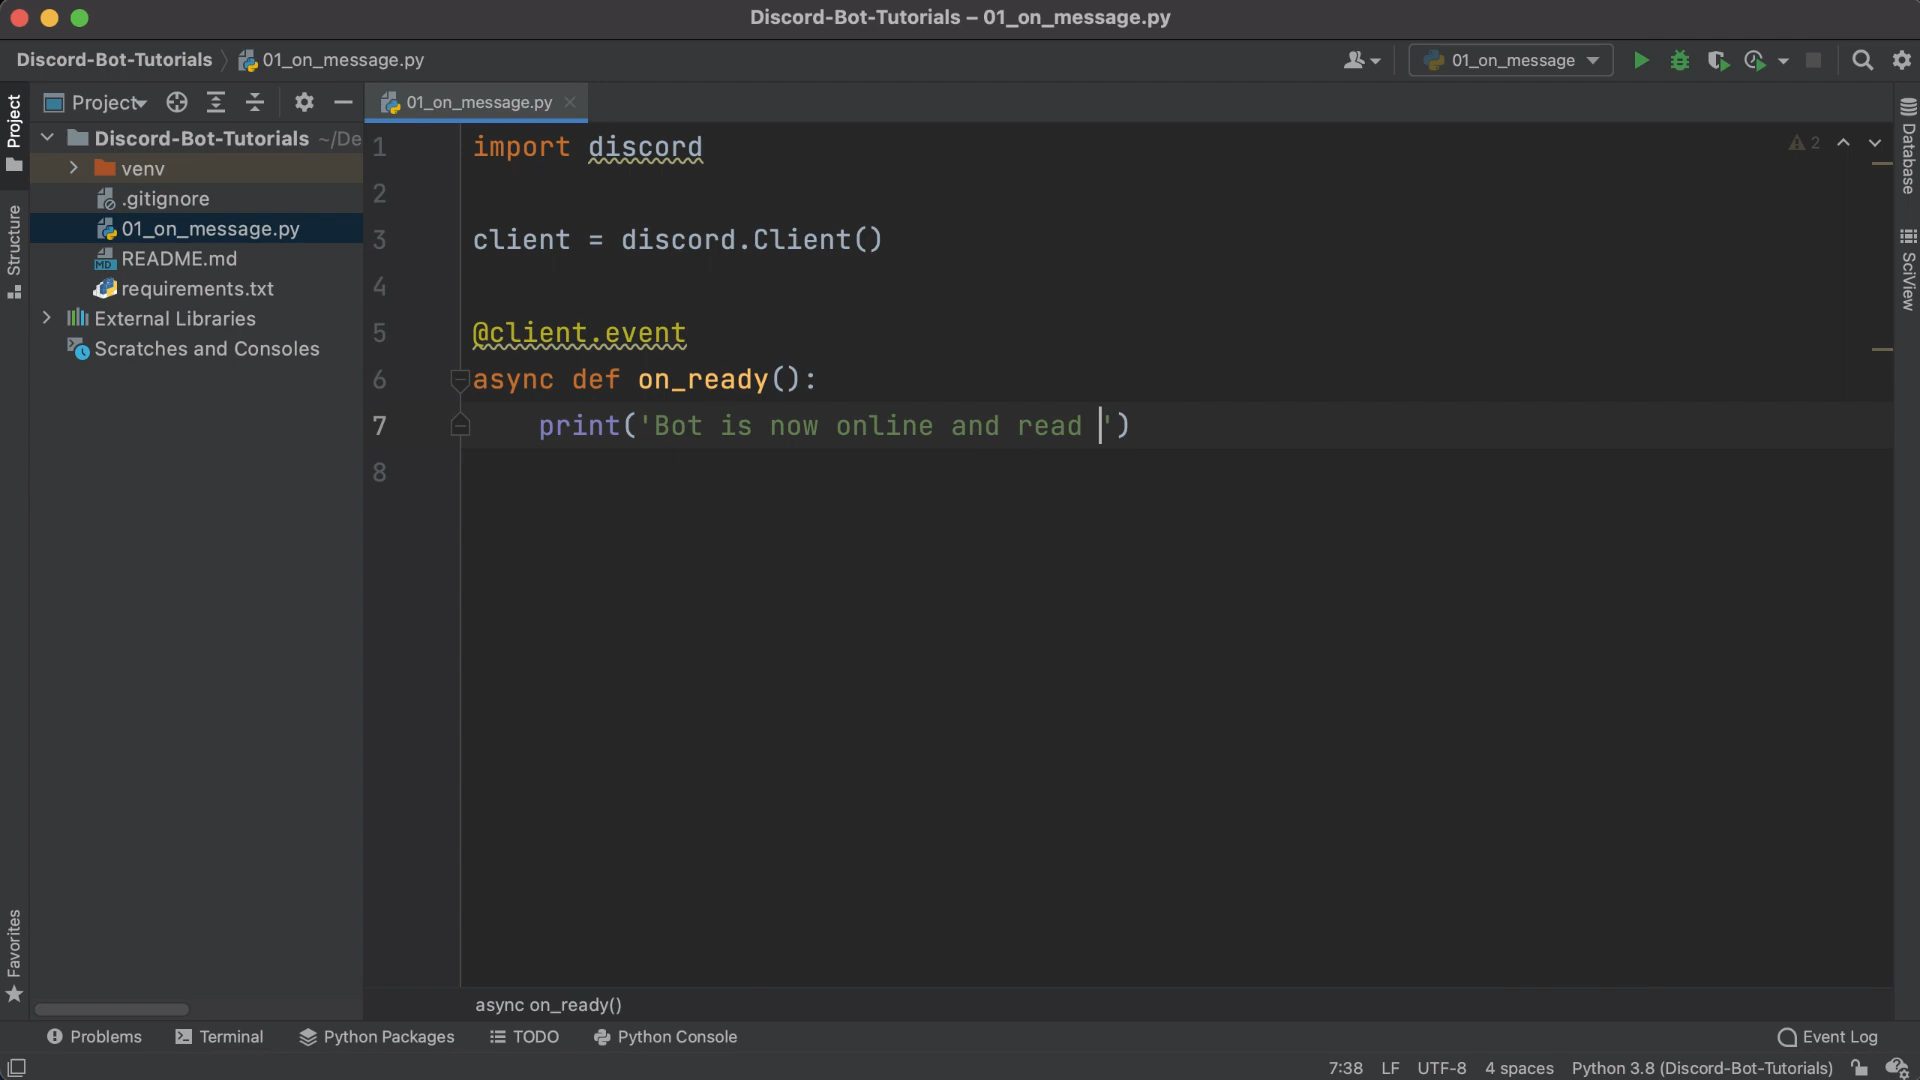 Discord-Bot-Tutorials – 01_on_message.py
Discord-Bot-Tutorials 01_on_message.py
01_on_message
Project
01_on_message.py
Project
Discord-Bot-Tutorials ~/De
venv
.gitignore
01_on_message.py
README.md
requirements.txt
External Libraries
Scratches and Consoles
Structure
Favorites
1 import discord
2
3 client = discord.Client()
4
5 @client.event
6 async def on_ready():
7 print('Bot is now online and read ')
8
2
Database
SciView
async on_ready()
Problems Terminal Python Packages TODO Python Console Event Log
7:38 LF UTF-8 4 spaces Python 3.8 (Discord-Bot-Tutorials)